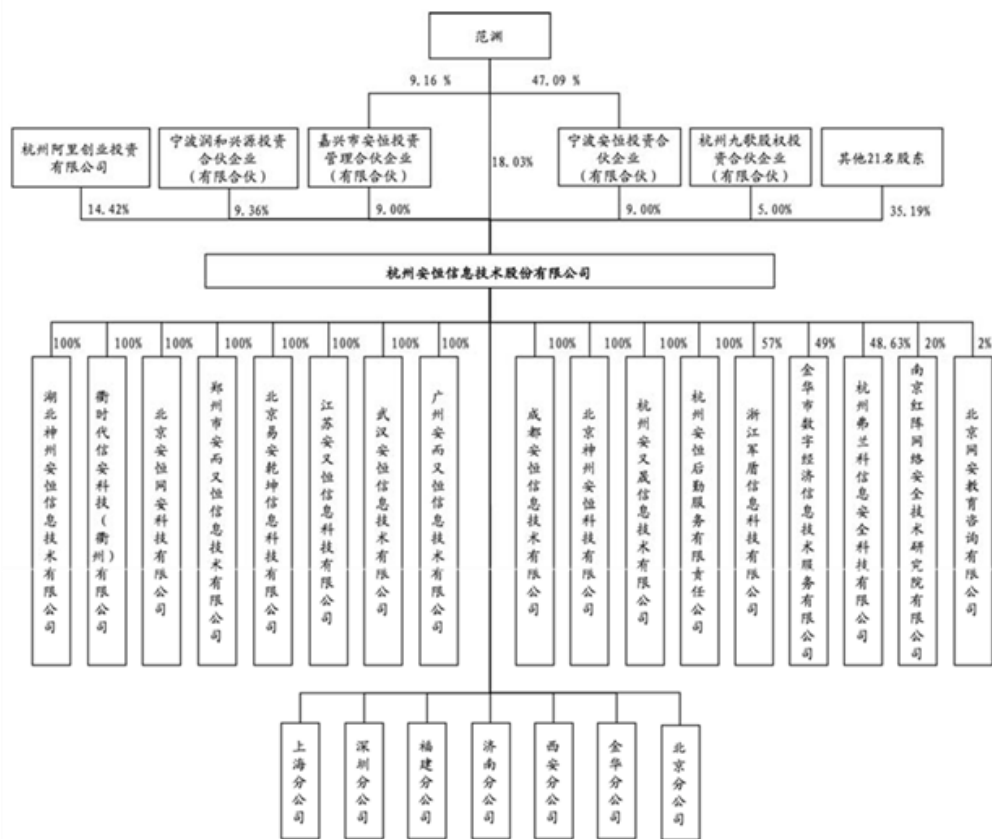 范渊
9.16 %
47.09 %
杭州阿里创业投资
有限公司
宁波润和兴源投资
合伙企业
（有限合伙）
嘉兴市安恒投资
管理合伙企业
（有限合伙）
18.03%
宁波安恒投资合
伙企业
（有限合伙）
杭州九歌股权投
资合伙企业
（有限合伙）
其他21名股东
14.42%
9.36%
9.00%
9.00%
5.00%
35.19%
杭州安恒信息技术股份有限公司
100%
100%
100%
100%
100%
100%
100%
100%
100%
100%
100%
100%
57%
49%
48.63%
20%
2%
湖北神州安恒信息技术有限公司
衢时代信安科技（衢州）有限公司
北京安恒网安科技有限公司
郑州市安而又恒信息技术有限公司
北京易安乾坤信息科技有限公司
江苏安又恒信息科技有限公司
武汉安恒信息技术有限公司
广州安而又恒信息技术有限公司
成都安恒信息技术有限公司
北京神州安恒科技有限公司
杭州安又晟信息技术有限公司
杭州安恒后勤服务有限责任公司
浙江军盾信息科技有限公司
金华市数字经济信息技术服务有限公司
杭州弗兰科信息安全科技有限公司
南京红阵网络安全技术研究院有限公司
北京网安教育咨询有限公司
上海分公司
深圳分公司
福建分公司
济南分公司
西安分公司
金华分公司
北京分公司